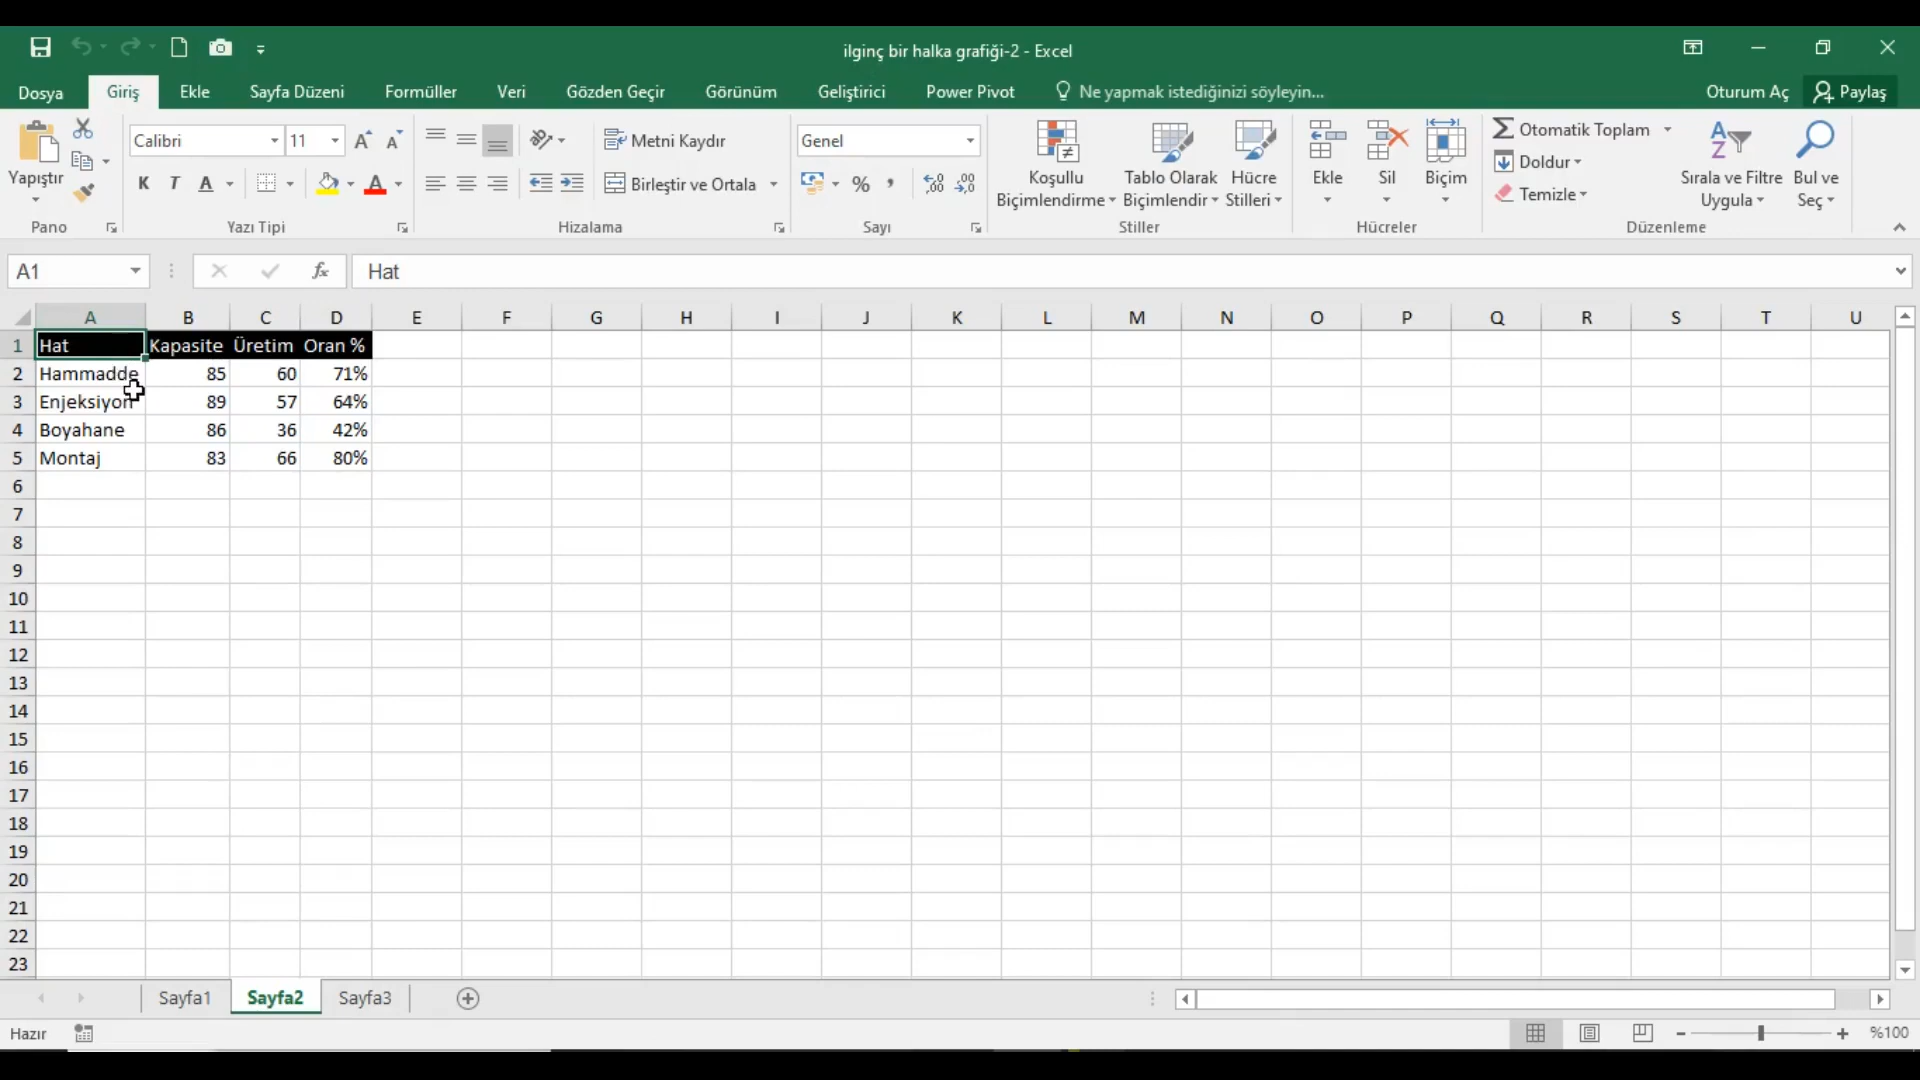 ilginç bir halka grafiği-2 - Excel
Dosya Giriş Ekle Sayfa Düzeni Formüller Veri Gözden Geçir Görünüm Geliştirici Power Pivot Ne yapmak istediğinizi söyleyin... Oturum Aç Paylaş
Yapıştır
Pano
Calibri 11
K T A A
Yazı Tipi
Metni Kaydır
Birleştir ve Ortala
Hizalama
Genel
%
Sayı
Koşullu Biçimlendirme
Tablo Olarak Biçimlendir
Hücre Stilleri
Stiller
Ekle Sil Biçim
Hücreler
Otomatik Toplam
Doldur
Temizle
Sırala ve Filtre Uygula
Bul ve Seç
Düzenleme
A1 fx Hat
A B C D E F G H I J K L M N O P Q R S T U
1 Hat Kapasite Üretim Oran %
2 Hammadde 85 60 71%
3 Enjeksiyon 89 57 64%
4 Boyahane 86 36 42%
5 Montaj 83 66 80%
6
7
8
9
10
11
12
13
14
15
16
17
18
19
20
21
22
23
Sayfa1 Sayfa2 Sayfa3
Hazır %100